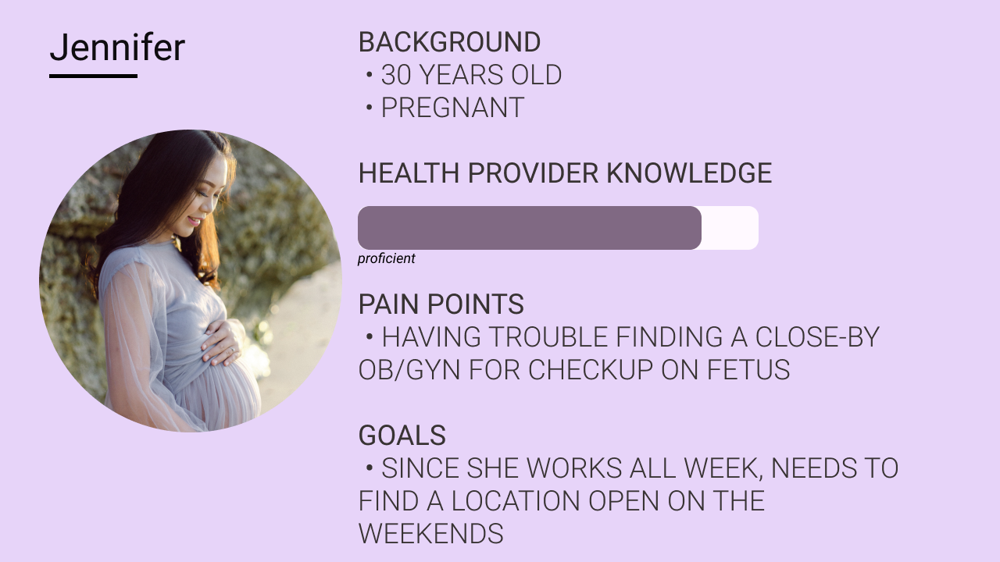 Jennifer
BACKGROUND
• 30 YEARS OLD
• PREGNANT
HEALTH PROVIDER KNOWLEDGE
proficient
PAIN POINTS
• HAVING TROUBLE FINDING A CLOSE-BY
OB/GYN FOR CHECKUP ON FETUS
GOALS
• SINCE SHE WORKS ALL WEEK, NEEDS TO
FIND A LOCATION OPEN ON THE
WEEKENDS